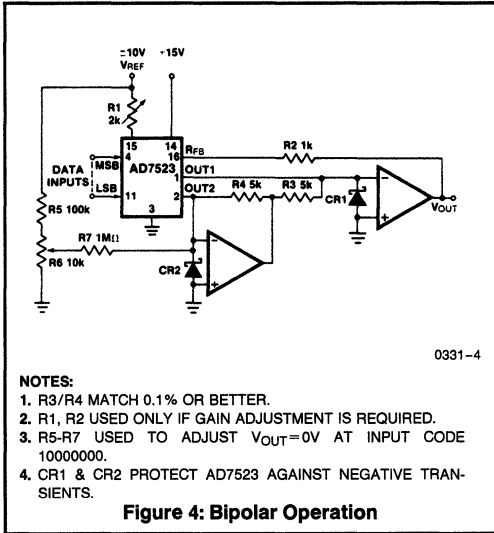 ±10V +15V
VREF
R1
2k
15 14
4 16 RFB R2 1k
MSB AD7523 1 OUT1
DATA
INPUTS
OUT2 R4 5k R3 5k
LSB 11 2
CR1
VOUT
3
R5 100k
R7 1MΩ
R6 10k
CR2
−
+
−
+
0331–4
NOTES:
1. R3/R4 MATCH 0.1% OR BETTER.
2. R1, R2 USED ONLY IF GAIN ADJUSTMENT IS REQUIRED.
3. R5-R7 USED TO ADJUST VOUT=0V AT INPUT CODE
10000000.
4. CR1 & CR2 PROTECT AD7523 AGAINST NEGATIVE TRAN-
SIENTS.
Figure 4: Bipolar Operation